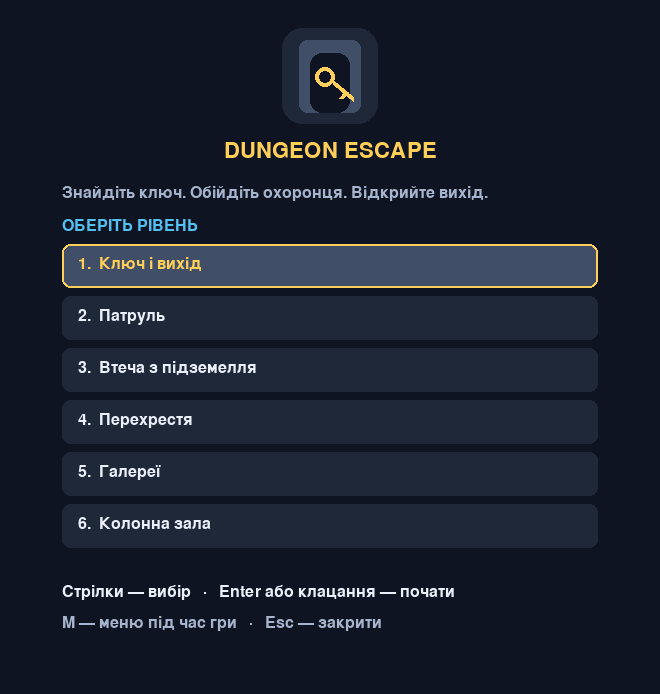 DUNGEON ESCAPE
Знайдіть ключ. Обійдіть охоронця. Відкрийте вихід.
ОБЕРІТЬ РІВЕНЬ
1. Ключ і вихід
2. Патруль
3. Втеча з підземелля
4. Перехрестя
5. Галереї
6. Колонна зала
Стрілки — вибір · Enter або клацання — почати
M — меню під час гри · Esc — закрити